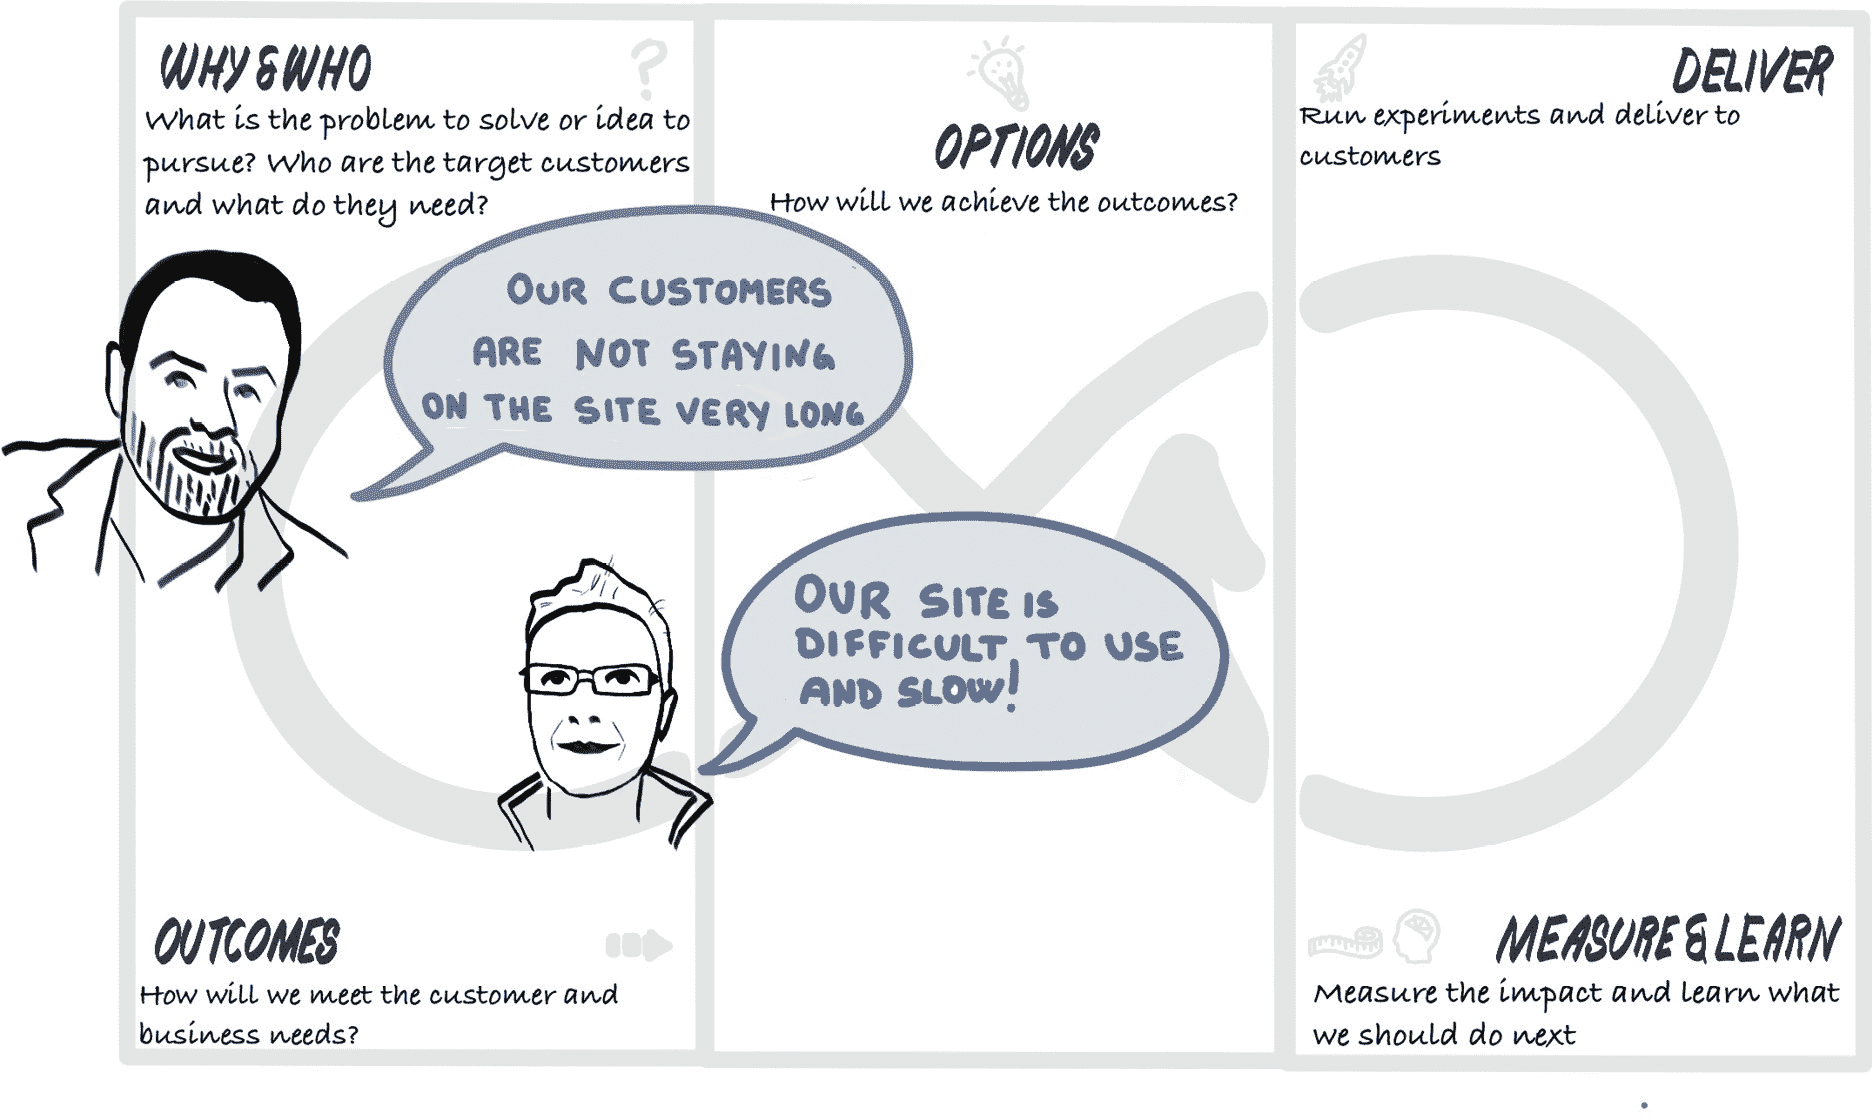 WHY & WHO
What is the problem to solve or idea to
pursue? Who are the target customers
and what do they need?
OUR CUSTOMERS
ARE NOT STAYING
ON THE SITE VERY LONG
OUR SITE IS
DIFFICULT TO USE
AND SLOW!
OUTCOMES
How will we meet the customer and
business needs?
OPTIONS
How will we achieve the outcomes?
DELIVER
Run experiments and deliver to
customers
MEASURE & LEARN
Measure the impact and learn what
we should do next